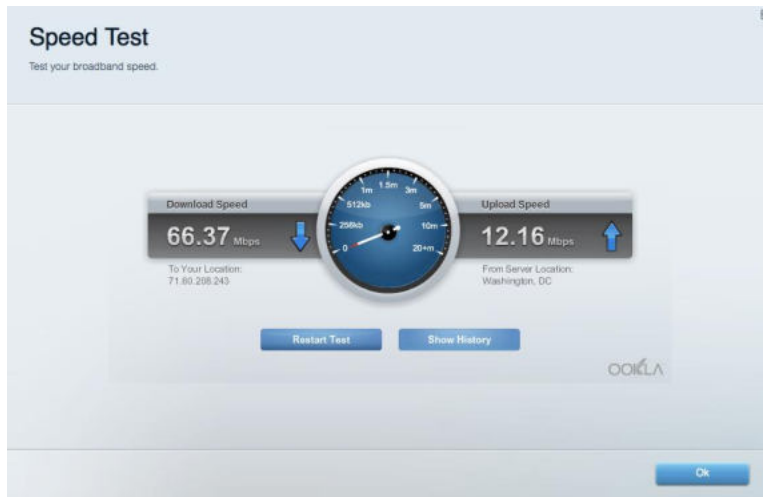 Speed Test
Test your broadband speed.
Download Speed
66.37 Mbps
To Your Location:
71.80.208.243
0
256kb
512kb
1m
1.5m
3m
5m
10m
20+m
Upload Speed
12.16 Mbps
From Server Location:
Washington, DC
Restart Test
Show History
OOKLA
Ok